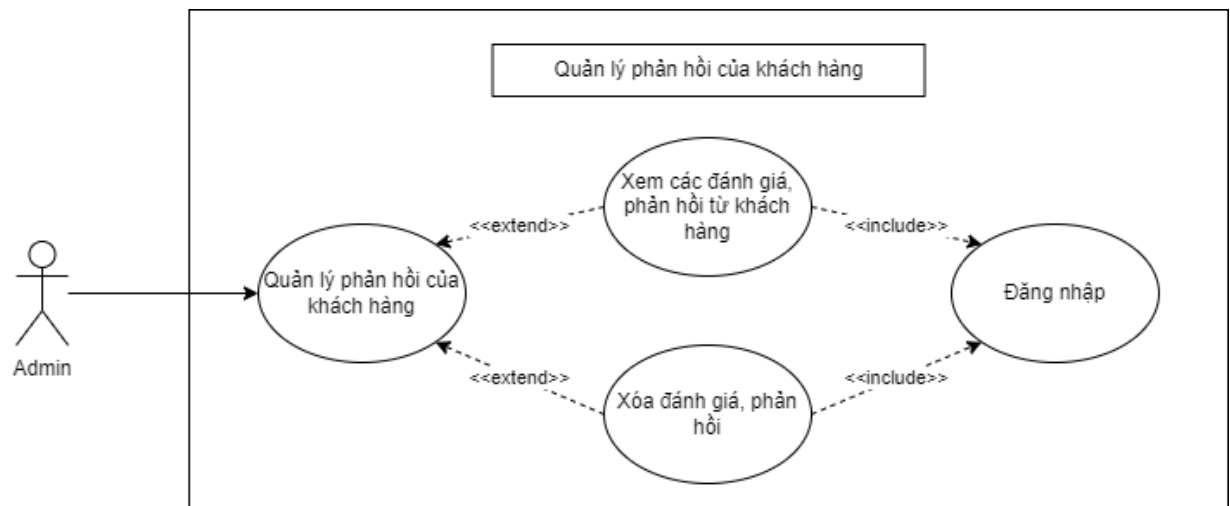 Quản lý phản hồi của khách hàng
Xem các đánh giá,
phản hồi từ khách
hàng
<<extend>>
<<include>>
Quản lý phản hồi của
khách hàng
Đăng nhập
Admin
<<extend>>
<<include>>
Xóa đánh giá, phản
hồi